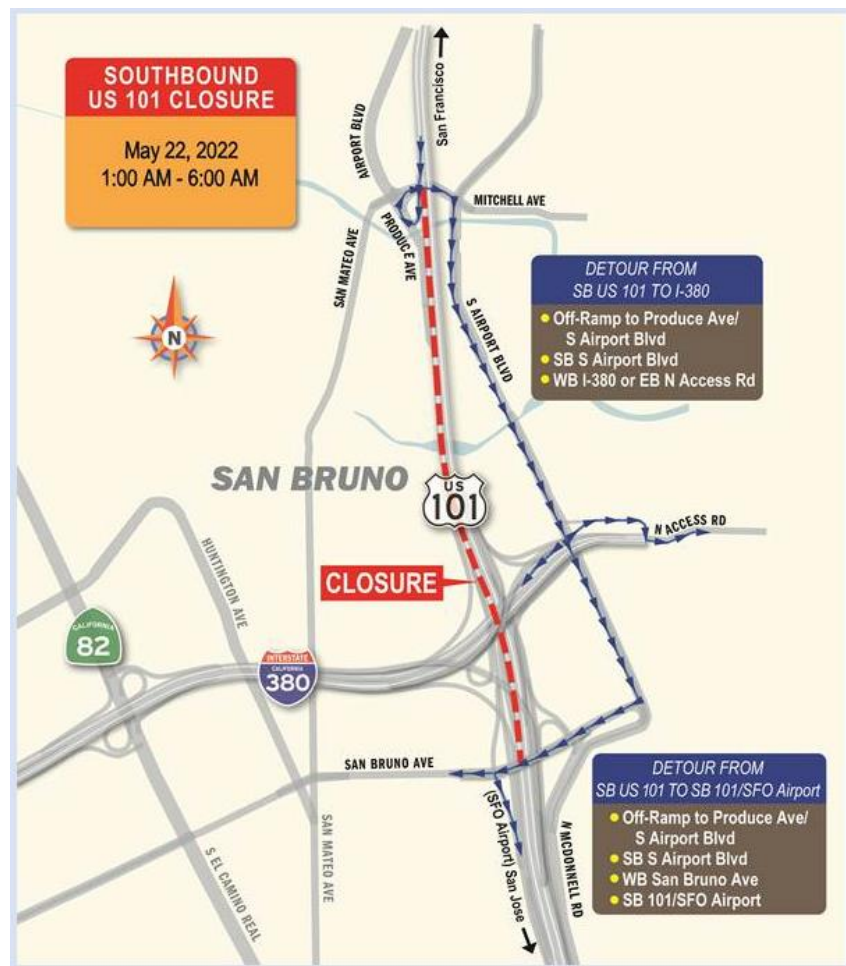 SOUTHBOUND
US 101 CLOSURE
May 22, 2022
1:00 AM - 6:00 AM
San Francisco
AIRPORT BLVD
MITCHELL AVE
PRODUCE AVE
SAN MATEO AVE
S AIRPORT BLVD
DETOUR FROM
SB US 101 TO I-380
Off-Ramp to Produce Ave/
S Airport Blvd
SB S Airport Blvd
WB I-380 or EB N Access Rd
N
SAN BRUNO
US
101
N ACCESS RD
HUNTINGTON AVE
CLOSURE
CALIFORNIA
82
INTERSTATE
CALIFORNIA
380
SAN BRUNO AVE
(SFO Airport) San Jose
N MCDONNELL RD
SAN MATEO AVE
S EL CAMINO REAL
DETOUR FROM
SB US 101 TO SB 101/SFO Airport
Off-Ramp to Produce Ave/
S Airport Blvd
SB S Airport Blvd
WB San Bruno Ave
SB 101/SFO Airport